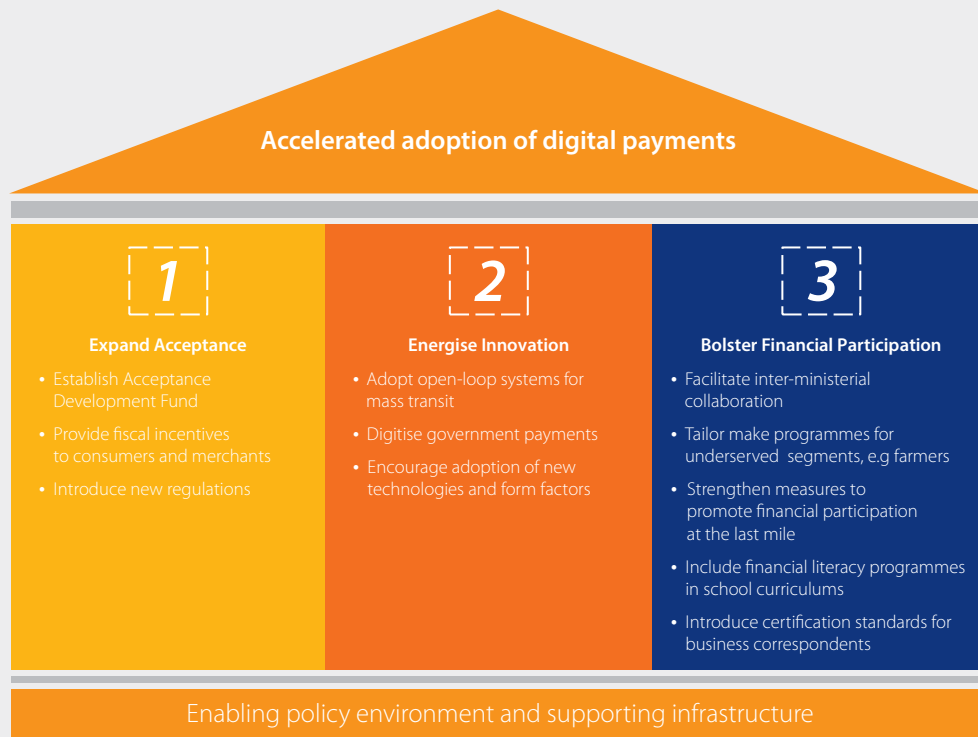 Accelerated adoption of digital payments
1
Expand Acceptance
• Establish Acceptance
Development Fund
• Provide fiscal incentives
to consumers and merchants
• Introduce new regulations
2
Energise Innovation
• Adopt open-loop systems for
mass transit
• Digitise government payments
• Encourage adoption of new
technologies and form factors
3
Bolster Financial Participation
• Facilitate inter-ministerial
collaboration
• Tailor make programmes for
underserved segments, e.g farmers
• Strengthen measures to
promote financial participation
at the last mile
• Include financial literacy programmes
in school curriculums
• Introduce certification standards for
business correspondents
Enabling policy environment and supporting infrastructure